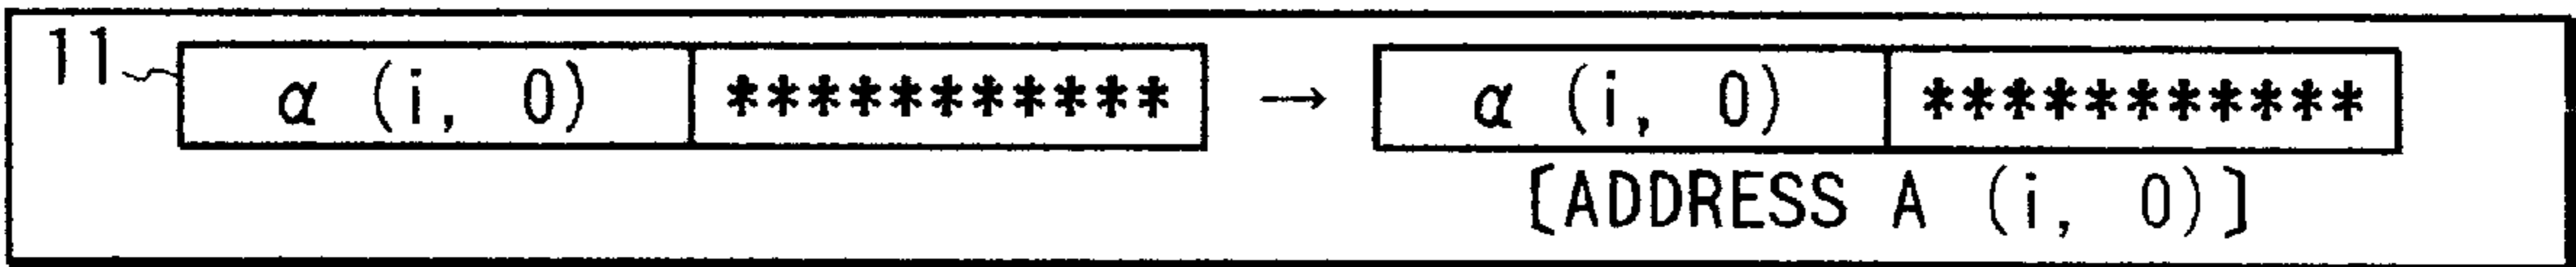 11 α (i, 0) *********** → α (i, 0) ***********
[ADDRESS A (i, 0)]